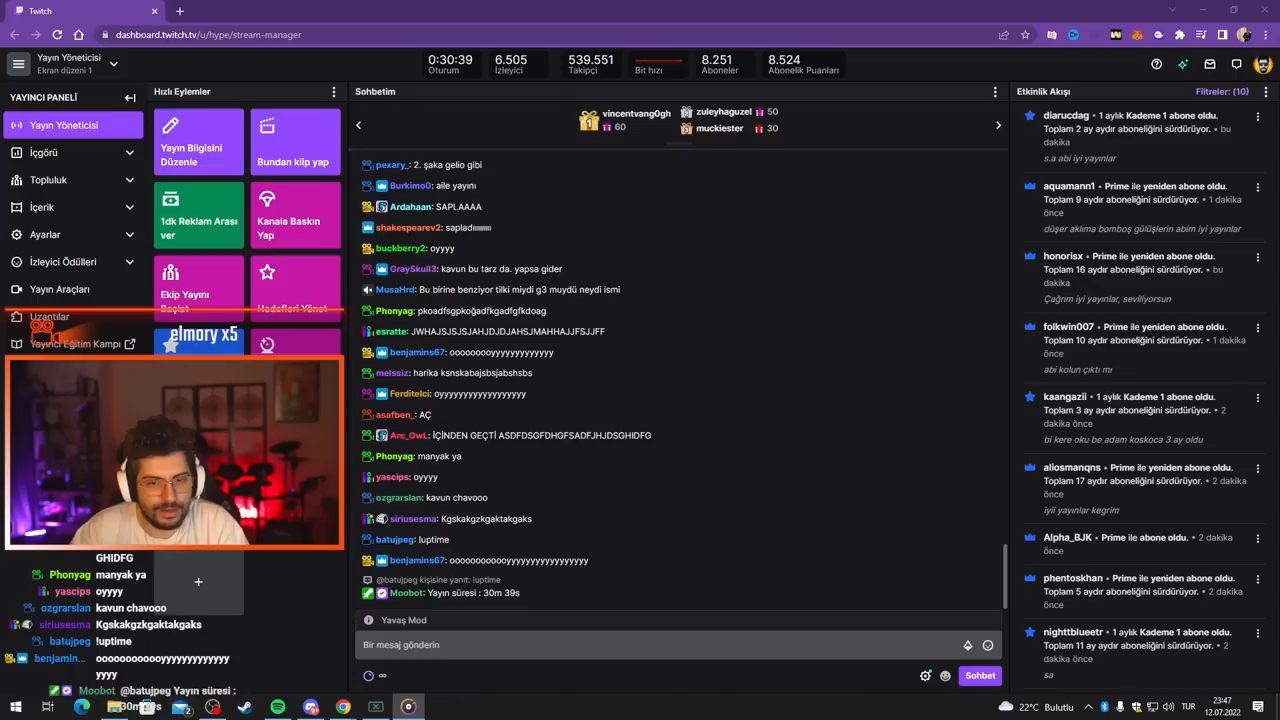 Twitch
dashboard.twitch.tv/u/hype/stream-manager
Yayın Yöneticisi
Ekran düzeni 1
0:30:39
Oturum
6.505
İzleyici
539.551
Takipçi
Bit hızı
8.251
Aboneler
8.524
Abonelik Puanları
YAYINCI PANELİ
Yayın Yöneticisi
İçgörü
Topluluk
İçerik
Ayarlar
İzleyici Ödülleri
Yayın Araçları
Uzantılar
Yayıncı Eğitim Kampı
Hızlı Eylemler
Yayın Bilgisini
Düzenle
Bundan klip yap
1dk Reklam Arası
ver
Kanala Baskın
Yap
Ekip Yayını
Başlat
Hedefleri Yönet
elmory x5
GHIDFG
Phonyag manyak ya
yascips oyyyy
ozgrarslan kavun chavooo
siriusesma Kgskakgzkgaktakgaks
batujpeg !uptime
benjamin... oooooooooooyyyyyyyyyyyyy
yyyy
Moobot @batujpeg Yayın süresi :
Sohbetim
vincentvang0gh
60
zuleyhaguzel 50
muckiester 30
pexary_: 2. şaka gelio gibi
Burkimo0: aile yayını
Ardahaan: SAPLAAAA
shakespearev2: sapladıııııııııı
buckberry2: oyyyy
GraySkull3: kavun bu tarz da. yapsa gider
MusaHrd: Bu birine benziyor tilki miydi g3 muydü neydi ismi
Phonyag: pkoadfsgpkoğadfkgadfgfkdoag
esratte: JWHAJSJSJSJAHJDJDJAHSJMAHHAJJFSJJFF
benjamins67: ooooooooyyyyyyyyyyyy
melssiz: harika ksnskabajsbsjabshsbs
Ferditelci: oyyyyyyyyyyyyyyyyyy
asafben_: AÇ
Arc_OwL: İÇİNDEN GEÇTİ ASDFDSGFDHGFSADFJHJDSGHIDFG
Phonyag: manyak ya
yascips: oyyyy
ozgrarslan: kavun chavooo
siriusesma: Kgskakgzkgaktakgaks
batujpeg: !uptime
benjamins67: oooooooooooyyyyyyyyyyyyyyyyy
@batujpeg kişisine yanıt: !uptime
Moobot: Yayın süresi : 30m 39s
Yavaş Mod
Bir mesaj gönderin
∞
Sohbet
Etkinlik Akışı
Filtreler: (10)
diarucdag • 1 aylık Kademe 1 abone oldu.
Toplam 2 ay aydır aboneliğini sürdürüyor. • bu
dakika
s.a abi iyi yayınlar
aquamann1 • Prime ile yeniden abone oldu.
Toplam 9 aydır aboneliğini sürdürüyor. • 1 dakika
önce
düşer aklıma bomboş gülüşlerin abim iyi yayınlar
honorisx • Prime ile yeniden abone oldu.
Toplam 16 aydır aboneliğini sürdürüyor. • bu
dakika
Çağrım iyi yayınlar, seviliyorsun
folkwin007 • Prime ile yeniden abone oldu.
Toplam 10 aydır aboneliğini sürdürüyor. • 1 dakika
önce
abi kolun çıktı mı
kaangazii • 1 aylık Kademe 1 abone oldu.
Toplam 3 ay aydır aboneliğini sürdürüyor. • 2
dakika önce
bi kere oku be adam koskoca 3 ay oldu
aliosmanqns • Prime ile yeniden abone oldu.
Toplam 17 aydır aboneliğini sürdürüyor. • 2 dakika
önce
iyii yayınlar kegrim
Alpha_BJK • Prime ile abone oldu. • 2 dakika
önce
phentoskhan • Prime ile yeniden abone oldu.
Toplam 5 aydır aboneliğini sürdürüyor. • 2 dakika
önce
nighttblueetr • 1 aylık Kademe 1 abone oldu.
Toplam 11 ay aydır aboneliğini sürdürüyor. • 2
dakika önce
sa
22°C Bulutlu
TUR
23:47
12.07.2022